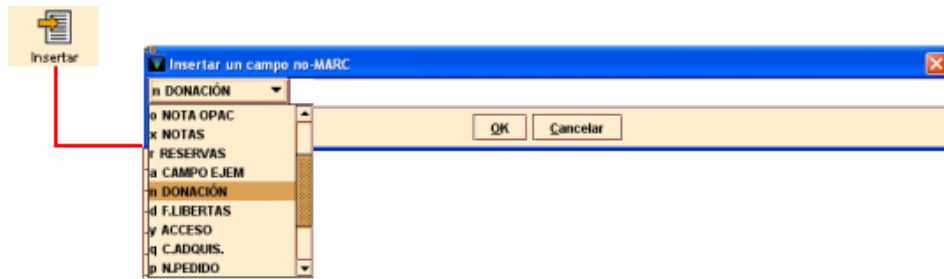 Insertar
Insertar un campo no-MARC
n DONACIÓN
o NOTA OPAC
x NOTAS
r RESERVAS
a CAMPO EJEM
n DONACIÓN
d F.LIBERTAS
y ACCESO
q C.ADQUIS.
p N.PEDIDO
OK Cancelar